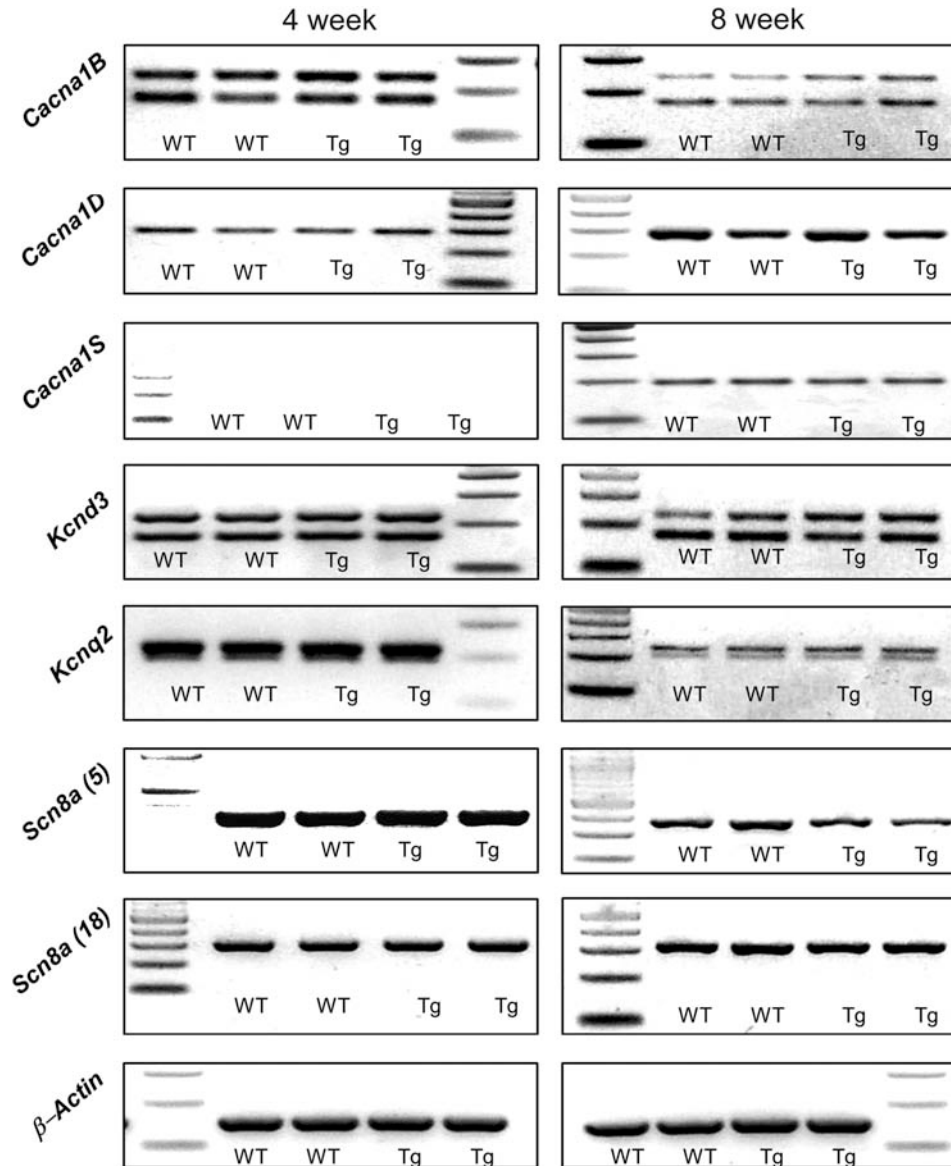 4 week 8 week
Cacna1B
WT WT Tg Tg WT WT Tg Tg
Cacna1D
WT WT Tg Tg WT WT Tg Tg
Cacna1S
WT WT Tg Tg WT WT Tg Tg
Kcnd3
WT WT Tg Tg WT WT Tg Tg
Kcnq2
WT WT Tg Tg WT WT Tg Tg
Scn8a (5)
WT WT Tg Tg WT WT Tg Tg
Scn8a (18)
WT WT Tg Tg WT WT Tg Tg
β–Actin
WT WT Tg Tg WT WT Tg Tg